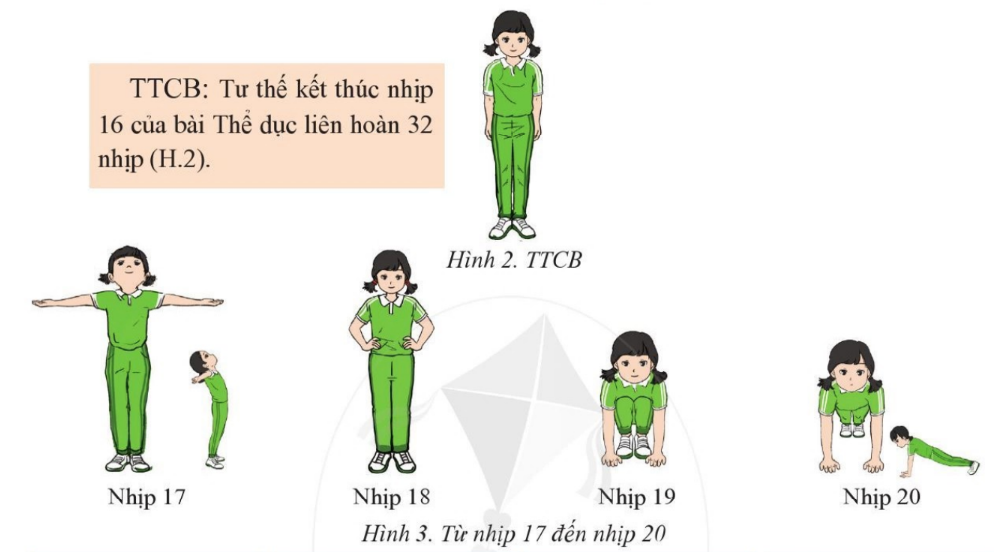 TTCB: Tư thế kết thúc nhịp
16 của bài Thể dục liên hoàn 32
nhịp (H.2).
Hình 2. TTCB
Nhịp 17
Nhịp 18
Nhịp 19
Nhịp 20
Hình 3. Từ nhịp 17 đến nhịp 20